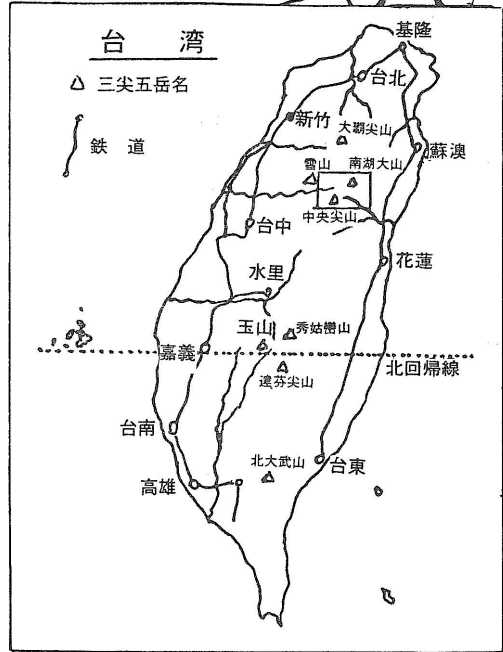 台 湾
三尖五岳名
鉄 道
基隆
台北
新竹
大霸尖山
蘇澳
雪山
南湖大山
中央尖山
台中
花蓮
水里
玉山
秀姑巒山
嘉義
北回帰線
達芬尖山
台南
北大武山
台東
高雄